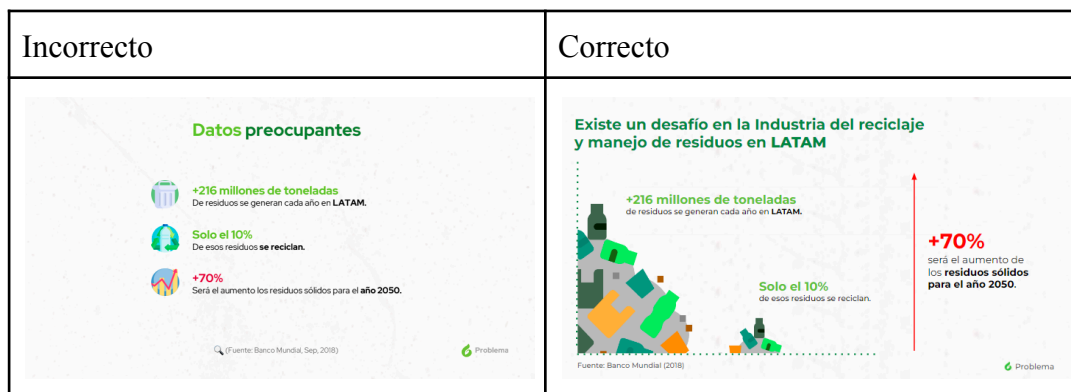 Incorrecto
Correcto
Datos preocupantes
+216 millones de toneladas
De residuos se generan cada año en LATAM.
Solo el 10%
De esos residuos se reciclan.
+70%
Será el aumento los residuos sólidos para el año 2050.
(Fuente: Banco Mundial, Sep, 2018)
Problema
Existe un desafío en la Industria del reciclaje
y manejo de residuos en LATAM
+216 millones de toneladas
de residuos se generan cada año en LATAM.
Solo el 10%
de esos residuos se reciclan.
+70%
será el aumento de
los residuos sólidos
para el año 2050.
Fuente: Banco Mundial (2018)
Problema